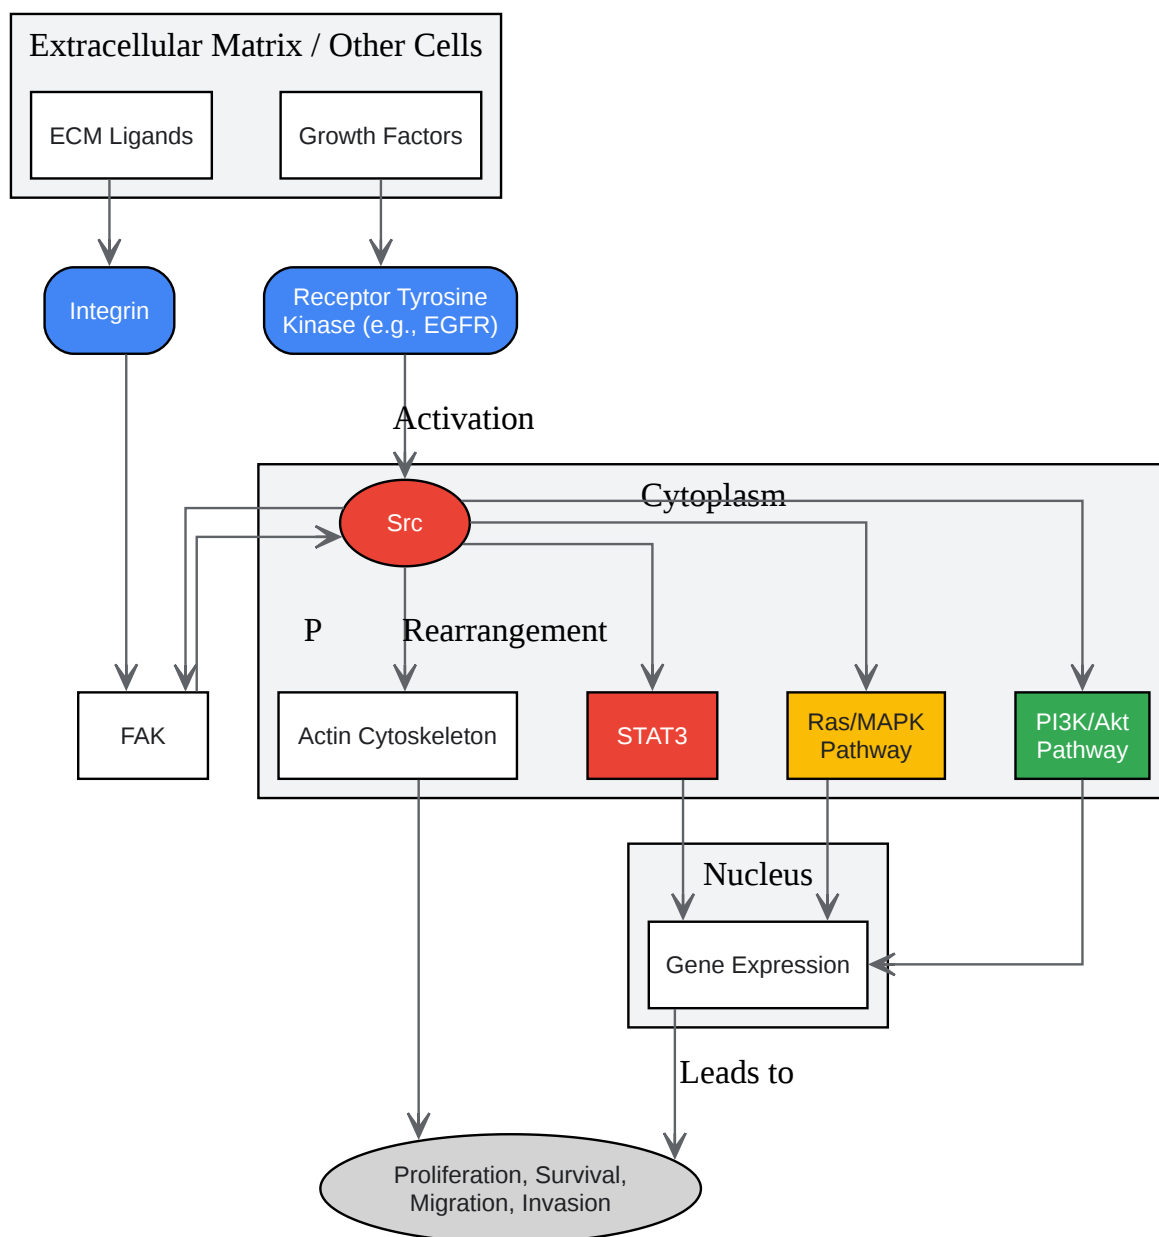 Extracellular Matrix / Other Cells
ECM Ligands
Growth Factors
Integrin
Receptor Tyrosine
Kinase (e.g., EGFR)
Activation
Cytoplasm
Src
P
Rearrangement
FAK
Actin Cytoskeleton
STAT3
Ras/MAPK
Pathway
PI3K/Akt
Pathway
Nucleus
Gene Expression
Leads to
Proliferation, Survival,
Migration, Invasion